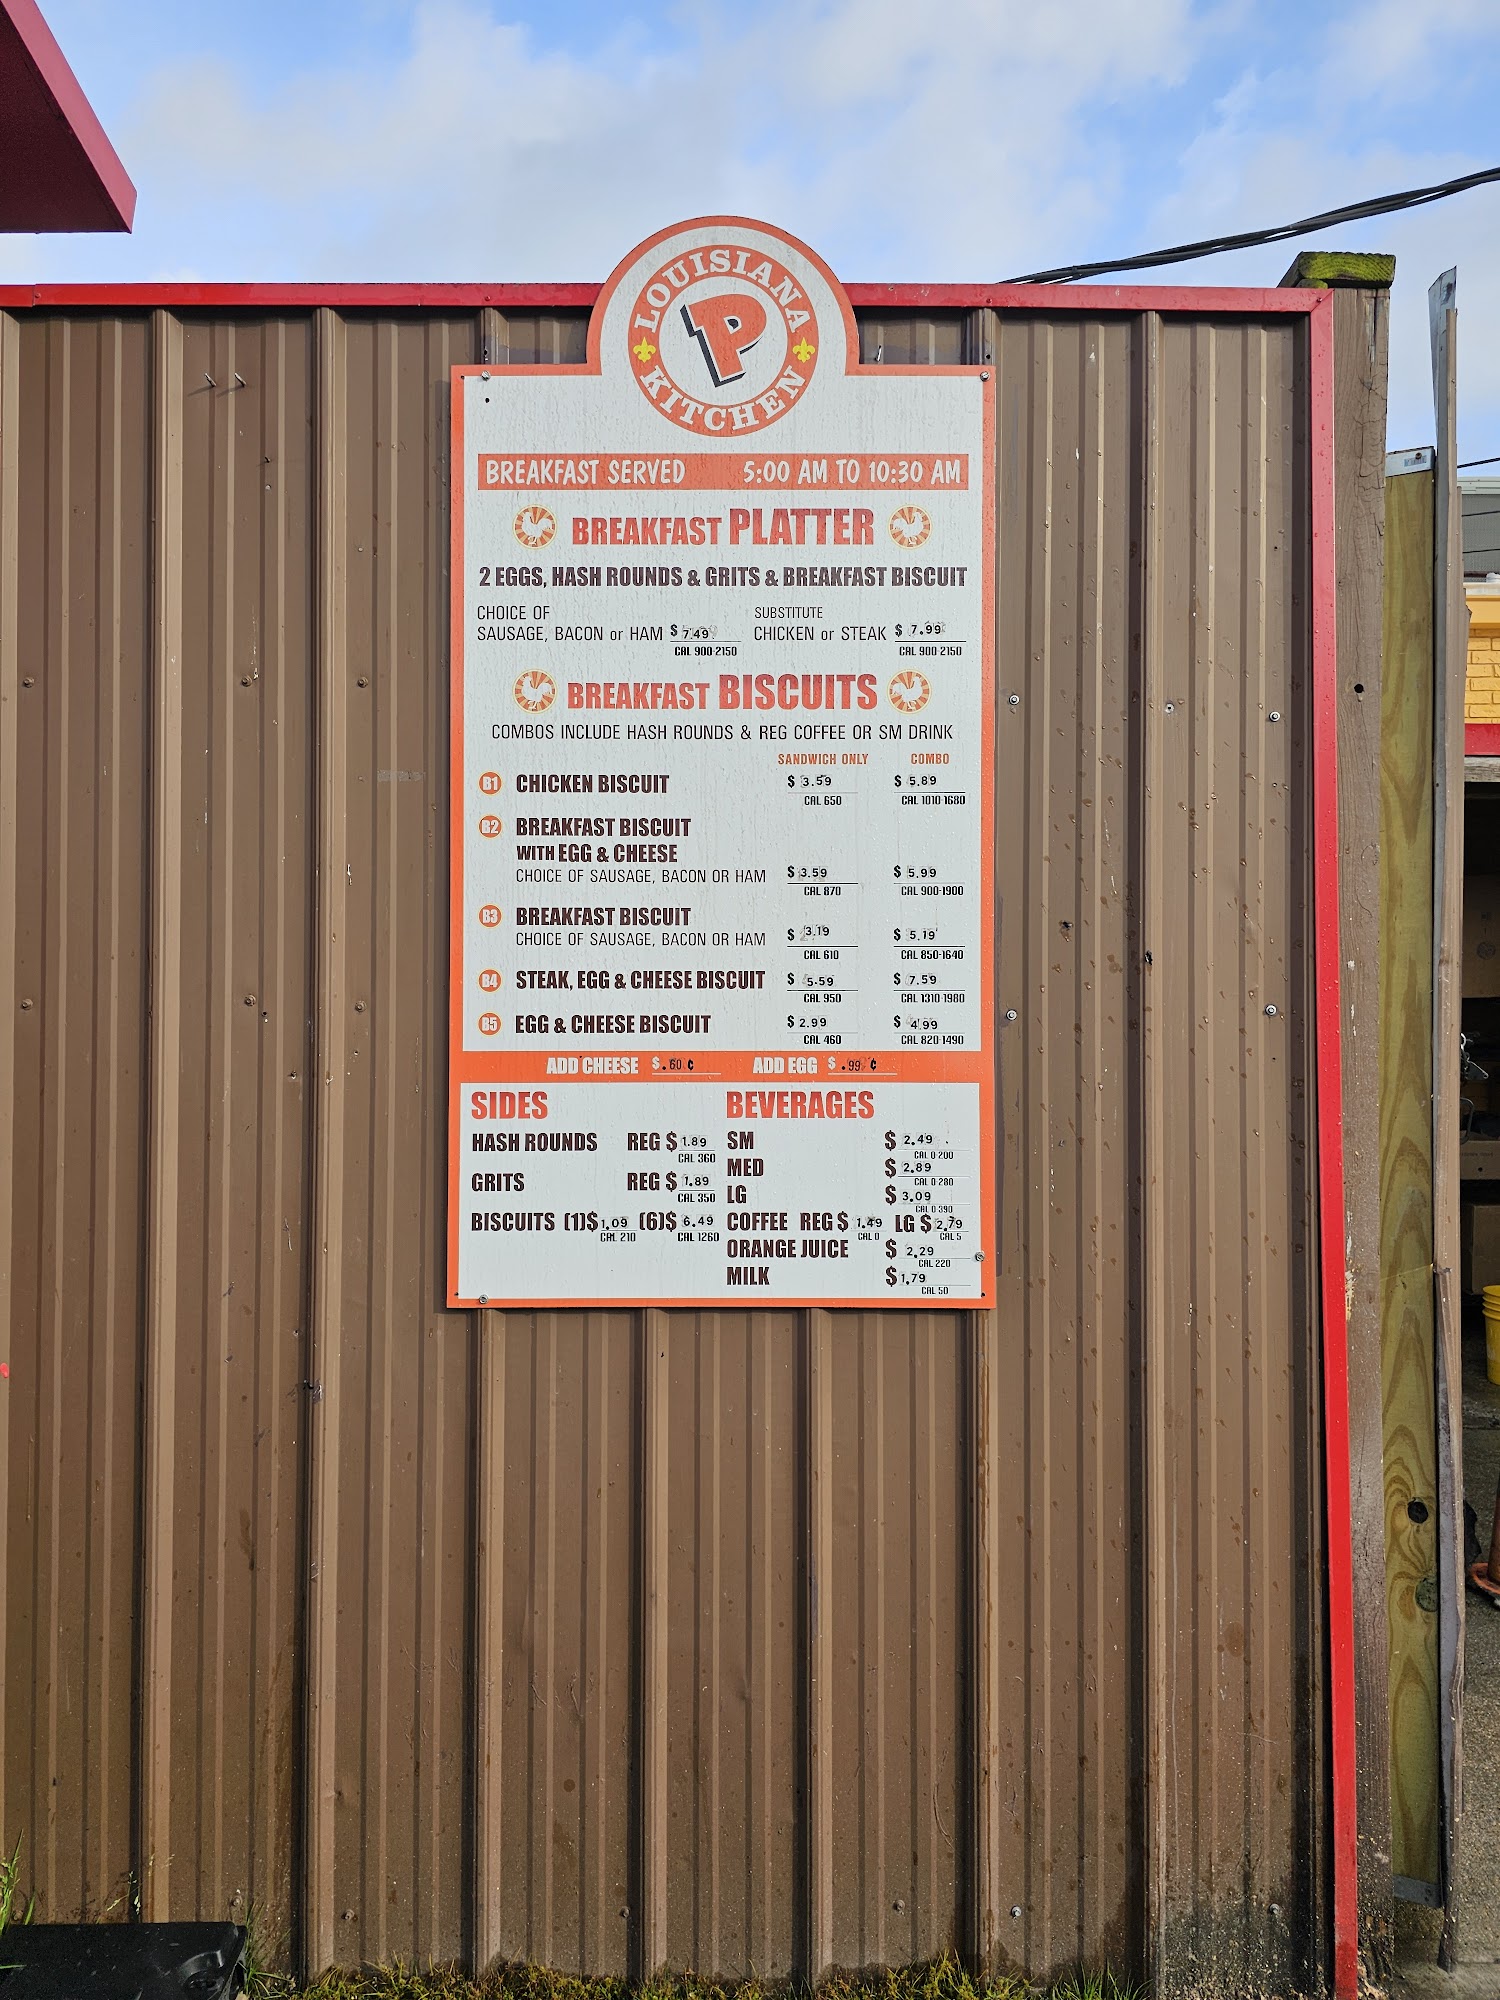 LOUISIANA
P
KITCHEN
BREAKFAST SERVED 5:00 AM TO 10:30 AM
BREAKFAST PLATTER
2 EGGS, HASH ROUNDS & GRITS & BREAKFAST BISCUIT
CHOICE OF
SAUSAGE, BACON or HAM $ 7.49
CAL 900-2150
SUBSTITUTE
CHICKEN or STEAK $ 7.99
CAL 900 2150
BREAKFAST BISCUITS
COMBOS INCLUDE HASH ROUNDS & REG COFFEE OR SM DRINK
SANDWICH ONLY COMBO
B1 CHICKEN BISCUIT $ 3.59 $ 5.89
CAL 650 CAL 1010 1680
B2 BREAKFAST BISCUIT
WITH EGG & CHEESE
CHOICE OF SAUSAGE, BACON OR HAM $ 3.59 $ 5.99
CAL 870 CAL 900-1900
B3 BREAKFAST BISCUIT
CHOICE OF SAUSAGE, BACON OR HAM $ 3.19 $ 5.19
CAL 610 CAL 850-1640
B4 STEAK, EGG & CHEESE BISCUIT $ 5.59 $ 7.59
CAL 950 CAL 1310 1980
B5 EGG & CHEESE BISCUIT $ 2.99 $ 4.99
CAL 460 CAL 820-1490
ADD CHEESE $ .60 ¢ ADD EGG $ .99 ¢
SIDES
HASH ROUNDS REG $ 1.89
CAL 360
GRITS REG $ 1.89
CAL 350
BISCUITS (1)$ 1.09 (6)$ 6.49
CAL 210 CAL 1260
BEVERAGES
SM $ 2.49
CAL 0 200
MED $ 2.89
CAL 0 280
LG $ 3.09
CAL 0 390
COFFEE REG $ 1.49 LG $ 2.79
CAL 0 CAL 5
ORANGE JUICE $ 2.29
CAL 220
MILK $ 1.79
CAL 50